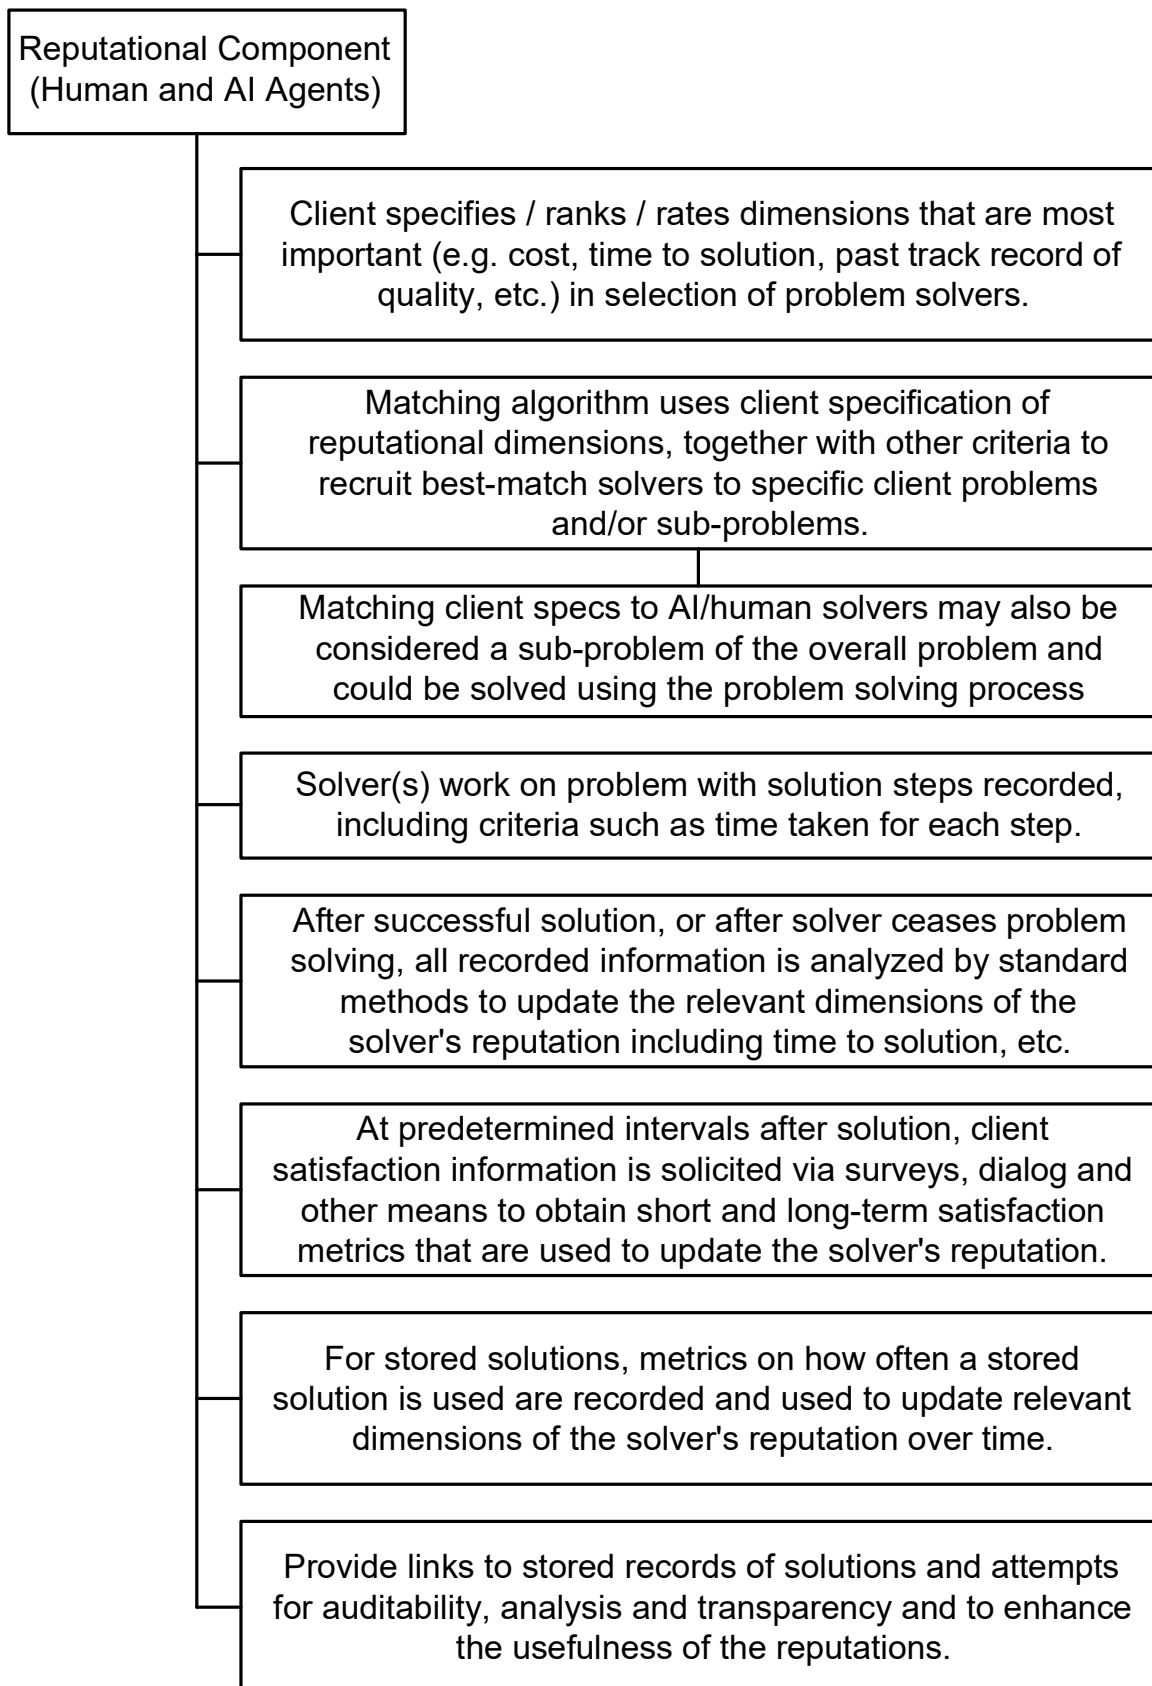 Reputational Component
(Human and AI Agents)
Client specifies / ranks / rates dimensions that are most
important (e.g. cost, time to solution, past track record of
quality, etc.) in selection of problem solvers.
Matching algorithm uses client specification of
reputational dimensions, together with other criteria to
recruit best-match solvers to specific client problems
and/or sub-problems.
Matching client specs to AI/human solvers may also be
considered a sub-problem of the overall problem and
could be solved using the problem solving process
Solver(s) work on problem with solution steps recorded,
including criteria such as time taken for each step.
After successful solution, or after solver ceases problem
solving, all recorded information is analyzed by standard
methods to update the relevant dimensions of the
solver's reputation including time to solution, etc.
At predetermined intervals after solution, client
satisfaction information is solicited via surveys, dialog and
other means to obtain short and long-term satisfaction
metrics that are used to update the solver's reputation.
For stored solutions, metrics on how often a stored
solution is used are recorded and used to update relevant
dimensions of the solver's reputation over time.
Provide links to stored records of solutions and attempts
for auditability, analysis and transparency and to enhance
the usefulness of the reputations.